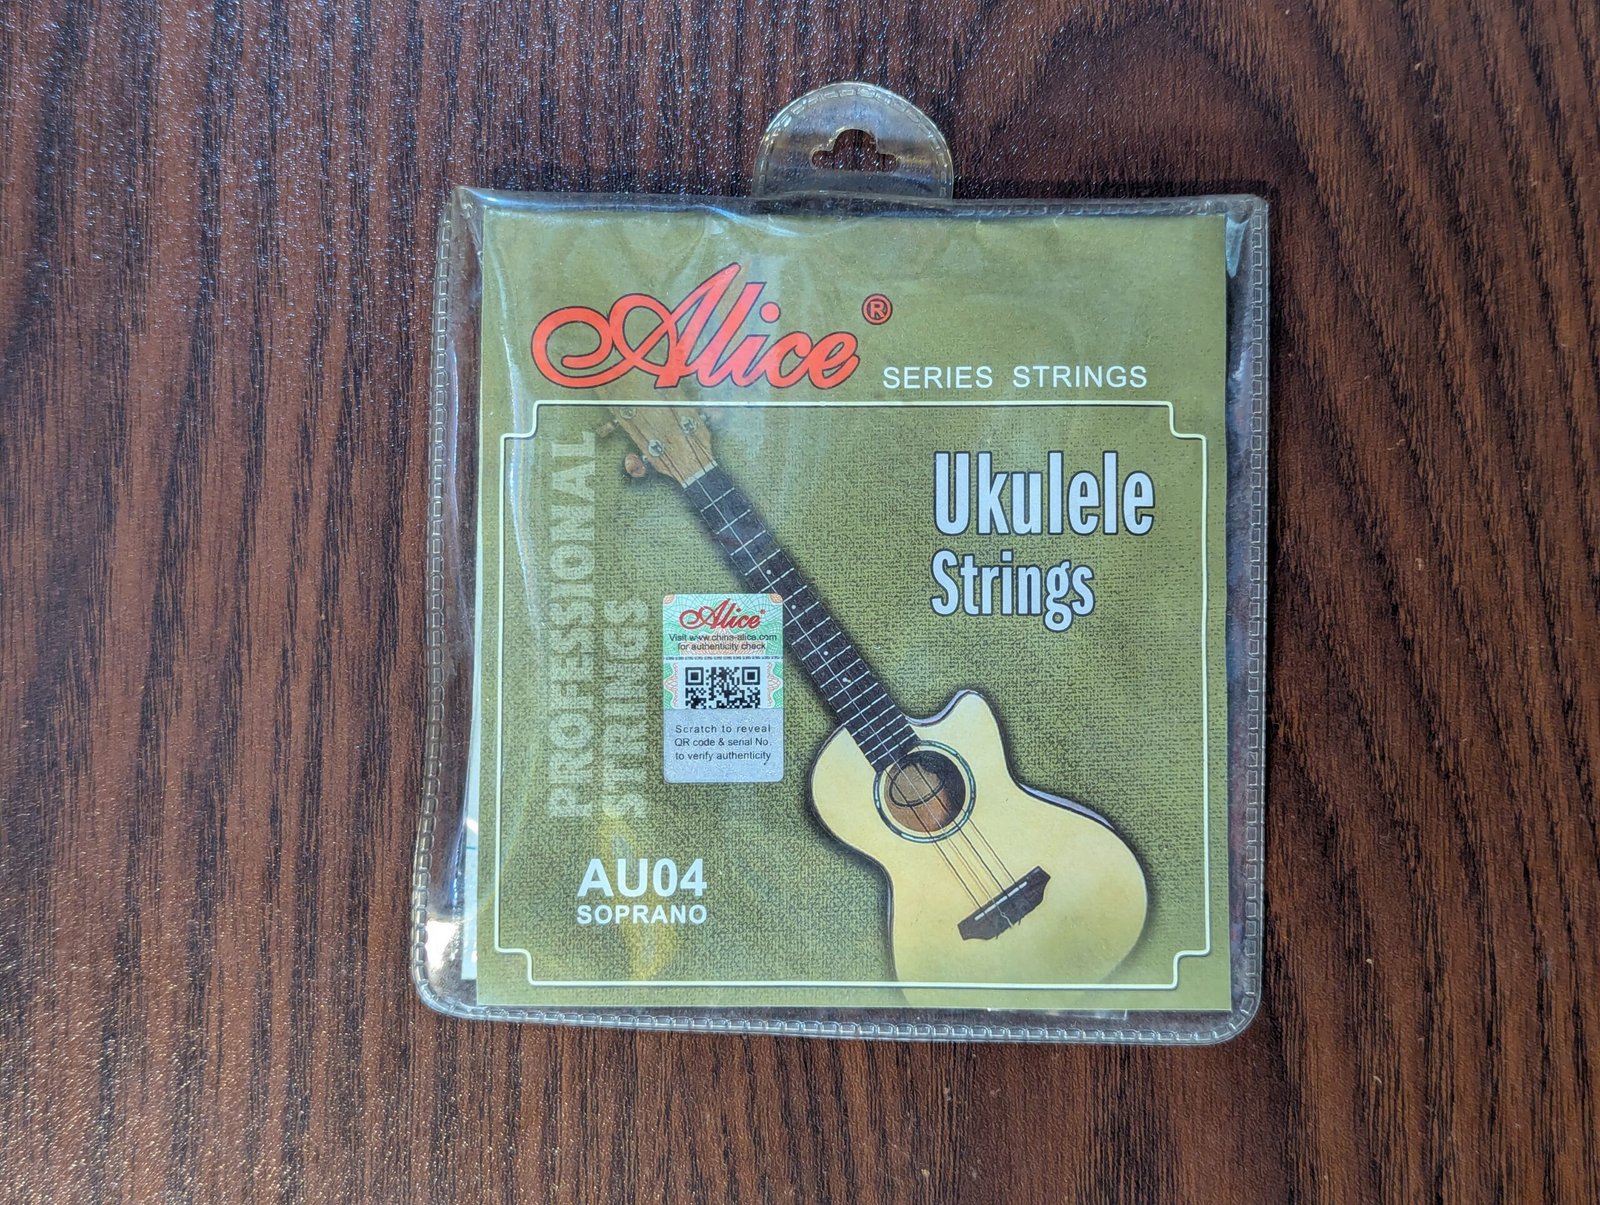 Alice®
SERIES STRINGS
Ukulele
Strings
PROFESSIONAL
STRINGS
Alice®
Visit www.china-alice.com
for authenticity check
Scratch to reveal
QR code & serial No.
to verify authenticity
AU04
SOPRANO